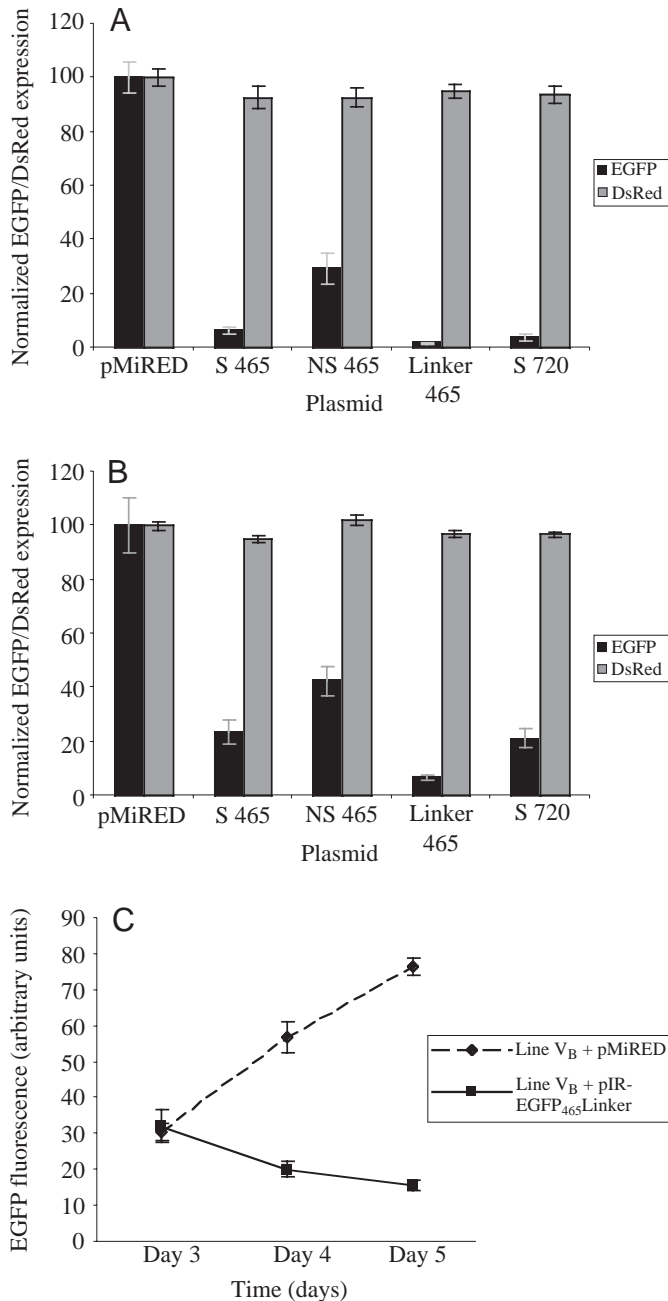 A
Normalized EGFP/DsRed expression
120
100
80
60
40
20
0
pMiRED
S 465
NS 465
Linker
465
S 720
Plasmid
EGFP
DsRed
B
Normalized EGFP/DsRed expression
120
100
80
60
40
20
0
pMiRED
S 465
NS 465
Linker
465
S 720
Plasmid
EGFP
DsRed
C
EGFP fluorescence (arbitrary units)
90
80
70
60
50
40
30
20
10
0
Day 3
Day 4
Day 5
Time (days)
Line VB + pMiRED
Line VB + pIR-
EGFP465Linker